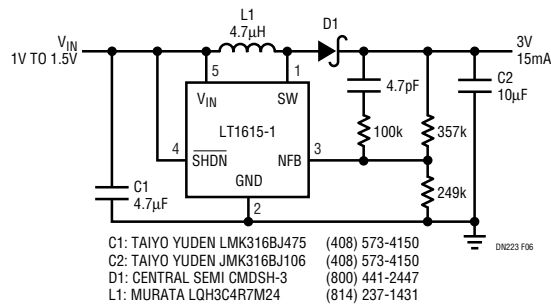 L1
4.7µH
D1
VIN
1V TO 1.5V
3V
15mA
5
1
VIN
SW
4.7pF
C2
10µF
LT1615-1
100k
357k
4
SHDN
NFB
3
GND
249k
C1
4.7µF
2
DN223 F06
C1: TAIYO YUDEN LMK316BJ475 (408) 573-4150
C2: TAIYO YUDEN JMK316BJ106 (408) 573-4150
D1: CENTRAL SEMI CMDSH-3 (800) 441-2447
L1: MURATA LQH3C4R7M24 (814) 237-1431